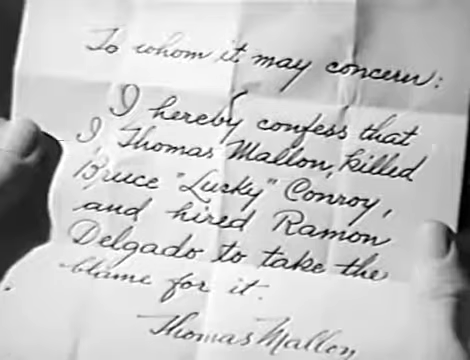 To whom it may concern:
I hereby confess that
I, Thomas Mallon, killed
Bruce "Lucky" Conroy,
and hired Ramon
Delgado to take the
blame for it.
Thomas Mallon